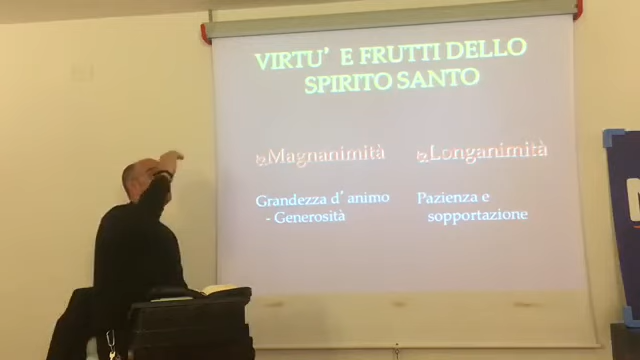 VIRTU' E FRUTTI DELLO
SPIRITO SANTO
Magnanimità
Longanimità
Grandezza d' animo
- Generosità
Pazienza e
sopportazione